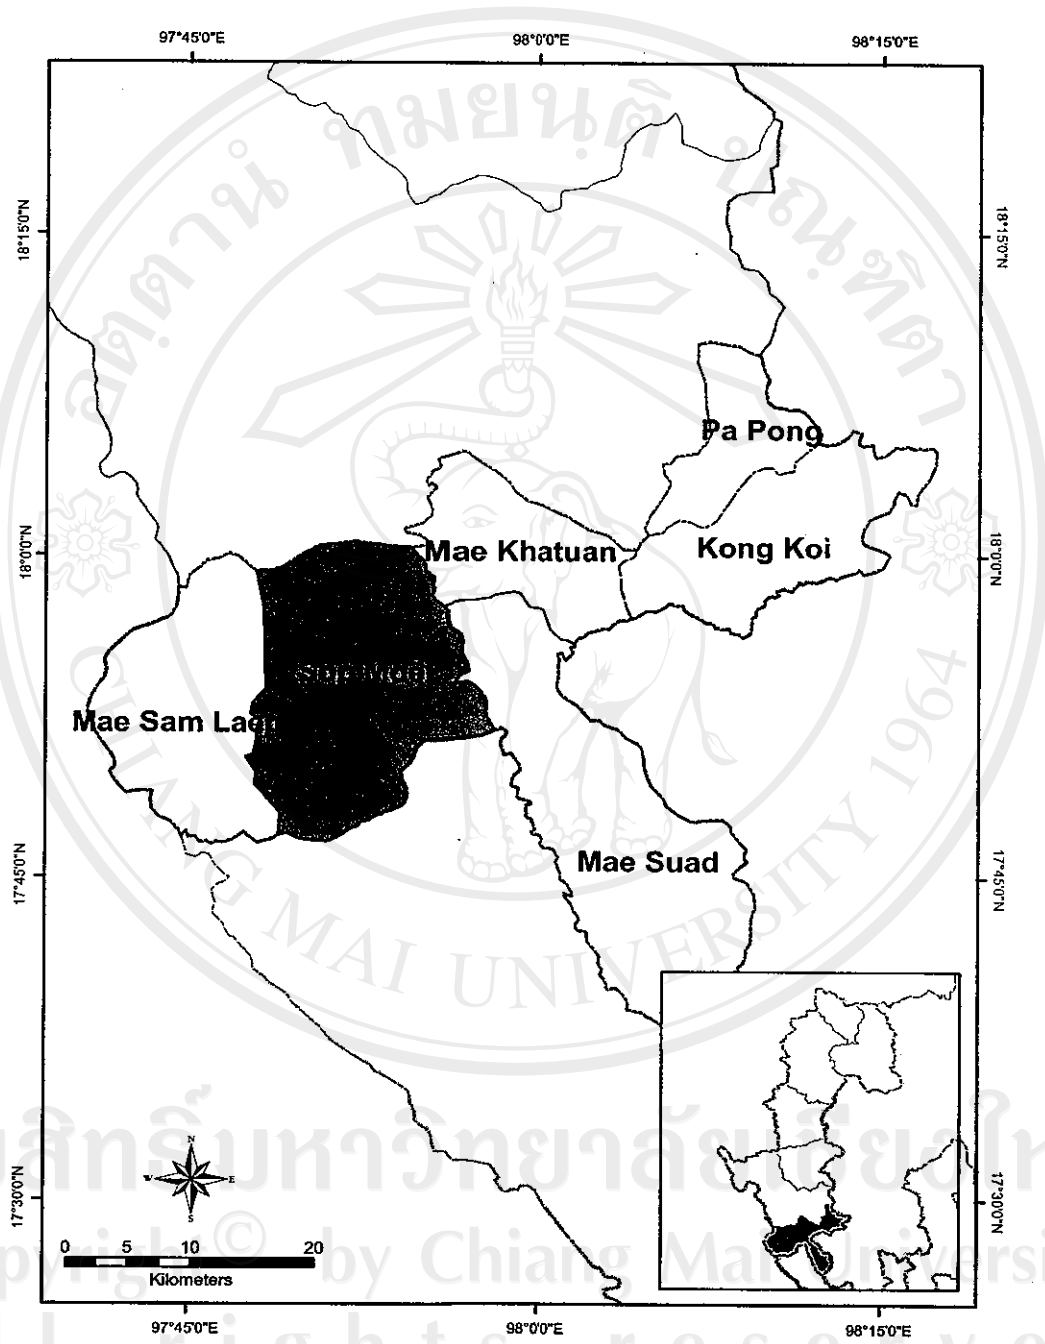 97°45'0"E
98°0'0"E
98°15'0"E
18°15'0"N
18°15'0"N
Pa Pong
18°0'0"N
Mae Khatuan
Kong Koi
18°0'0"N
Mae Sam Laep
17°45'0"N
Mae Suad
17°45'0"N
CHIANG MAI UNIVERSITY 1964
N
W
E
S
17°30'0"N
17°30'0"N
0 5 10 20
Kilometers
97°45'0"E
98°0'0"E
98°15'0"E
by Chiang Mai Universi